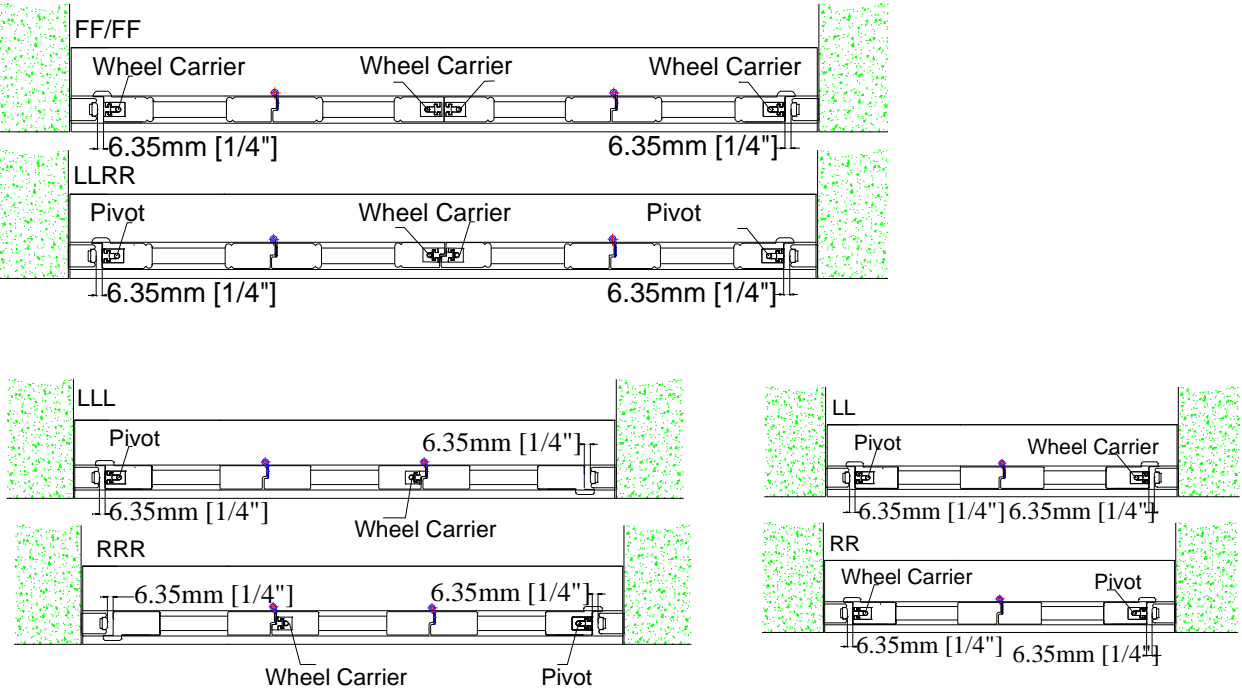 FF/FF
Wheel Carrier Wheel Carrier Wheel Carrier
6.35mm [1/4"] 6.35mm [1/4"]
LLRR
Pivot Wheel Carrier Pivot
6.35mm [1/4"] 6.35mm [1/4"]
LLL
Pivot 6.35mm [1/4"]
6.35mm [1/4"]
Wheel Carrier
RRR
6.35mm [1/4"] 6.35mm [1/4"]
Wheel Carrier Pivot
LL
Pivot Wheel Carrier
6.35mm [1/4"] 6.35mm [1/4"]
RR
Wheel Carrier Pivot
6.35mm [1/4"] 6.35mm [1/4"]